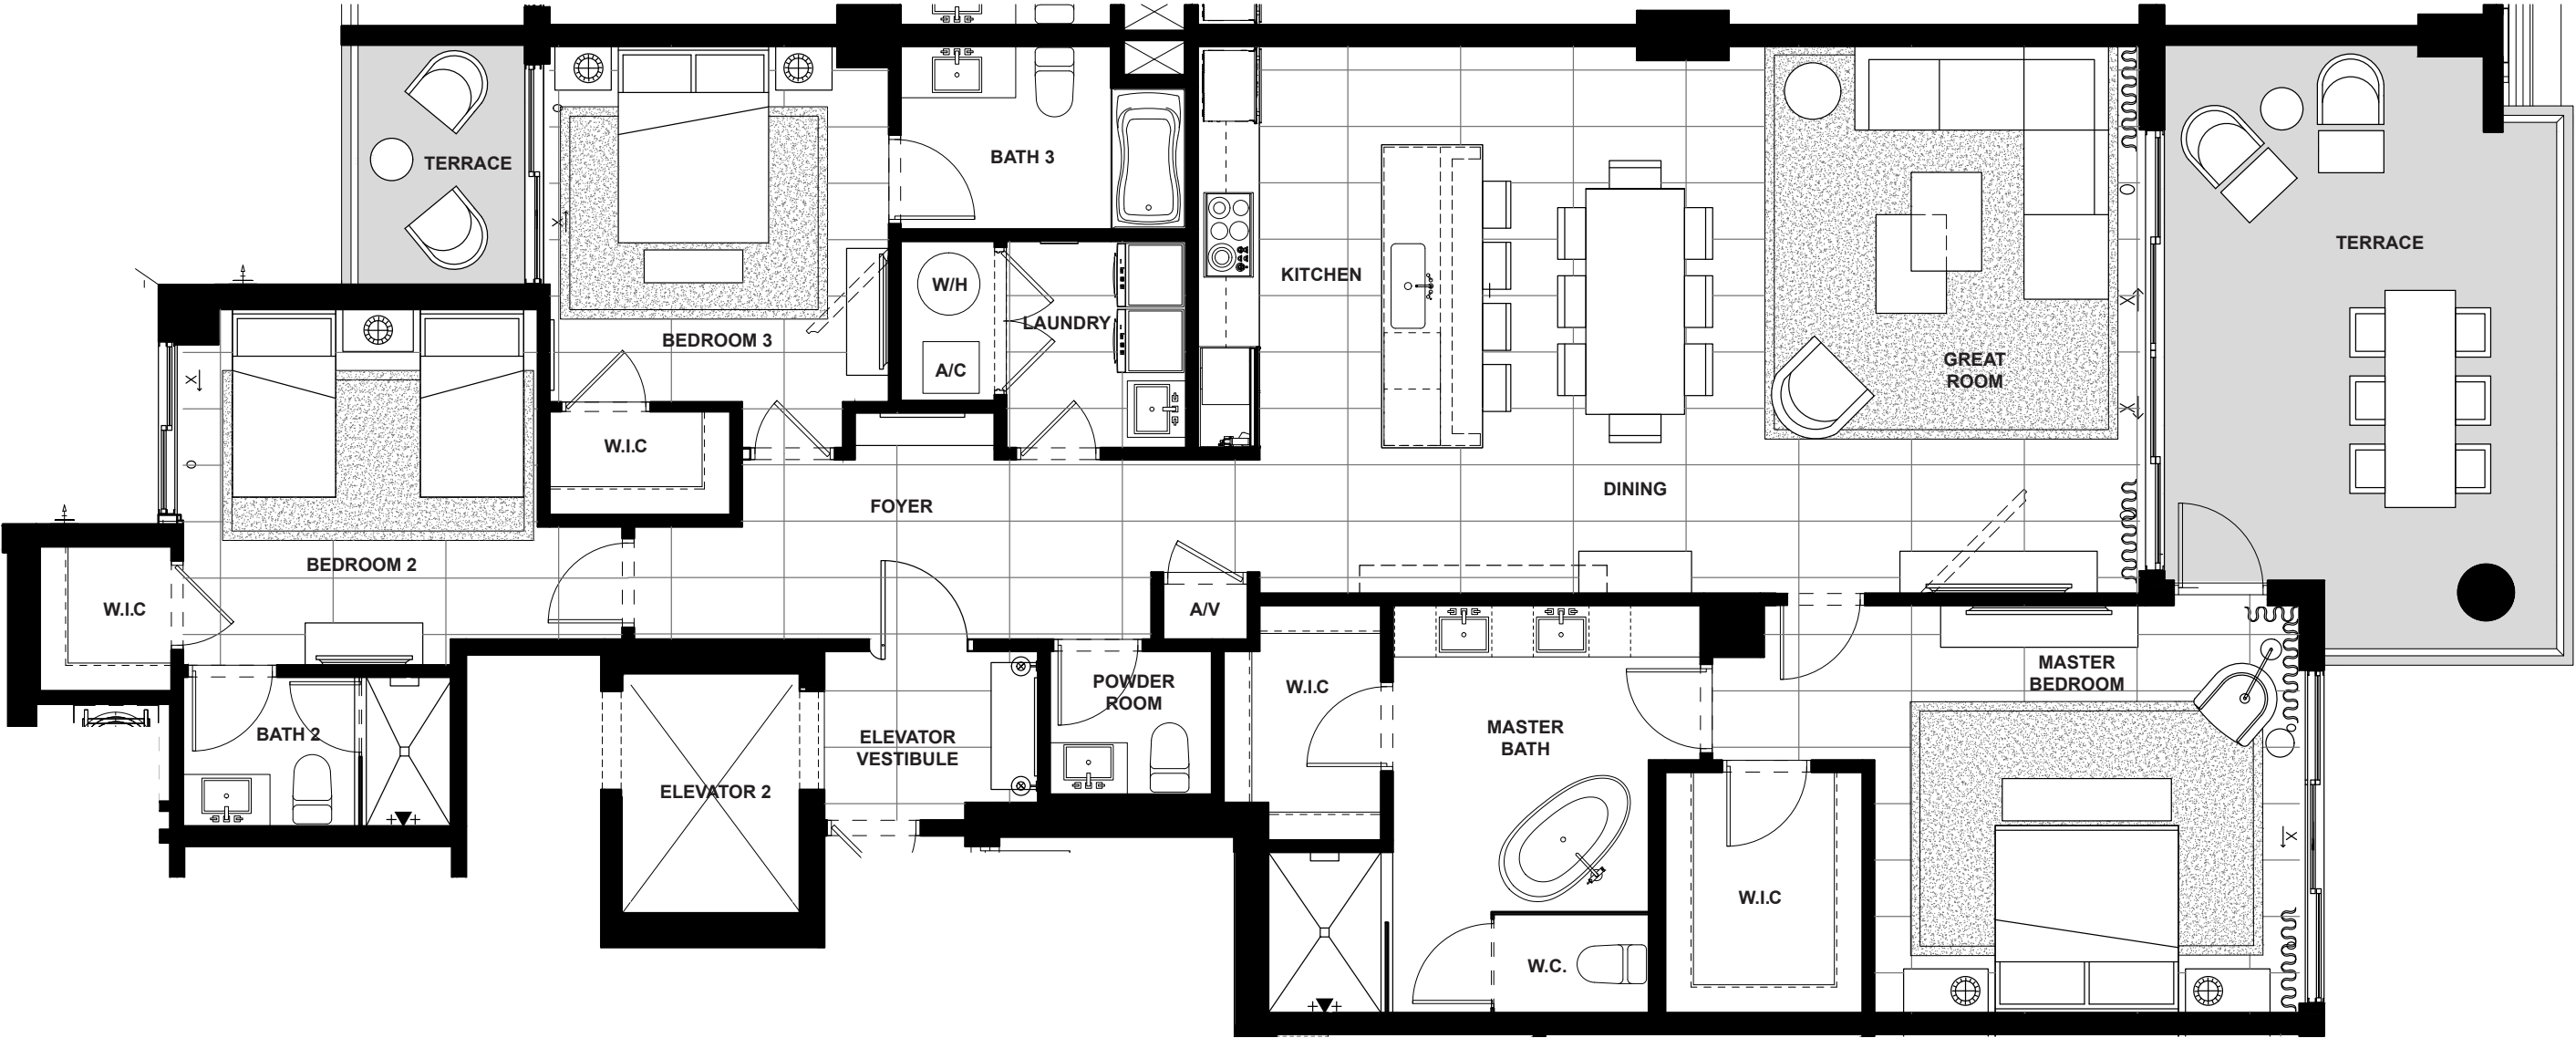 TERRACE
BATH 3
W/H
A/C
LAUNDRY
BEDROOM 3
KITCHEN
GREAT
ROOM
TERRACE
X
O
X
X
O
X
O
W.I.C
FOYER
DINING
O
BEDROOM 2
W.I.C
A/V
BATH 2
ELEVATOR 2
ELEVATOR
VESTIBULE
POWDER
ROOM
W.I.C
MASTER
BATH
MASTER
BEDROOM
W.I.C
W.C.
X